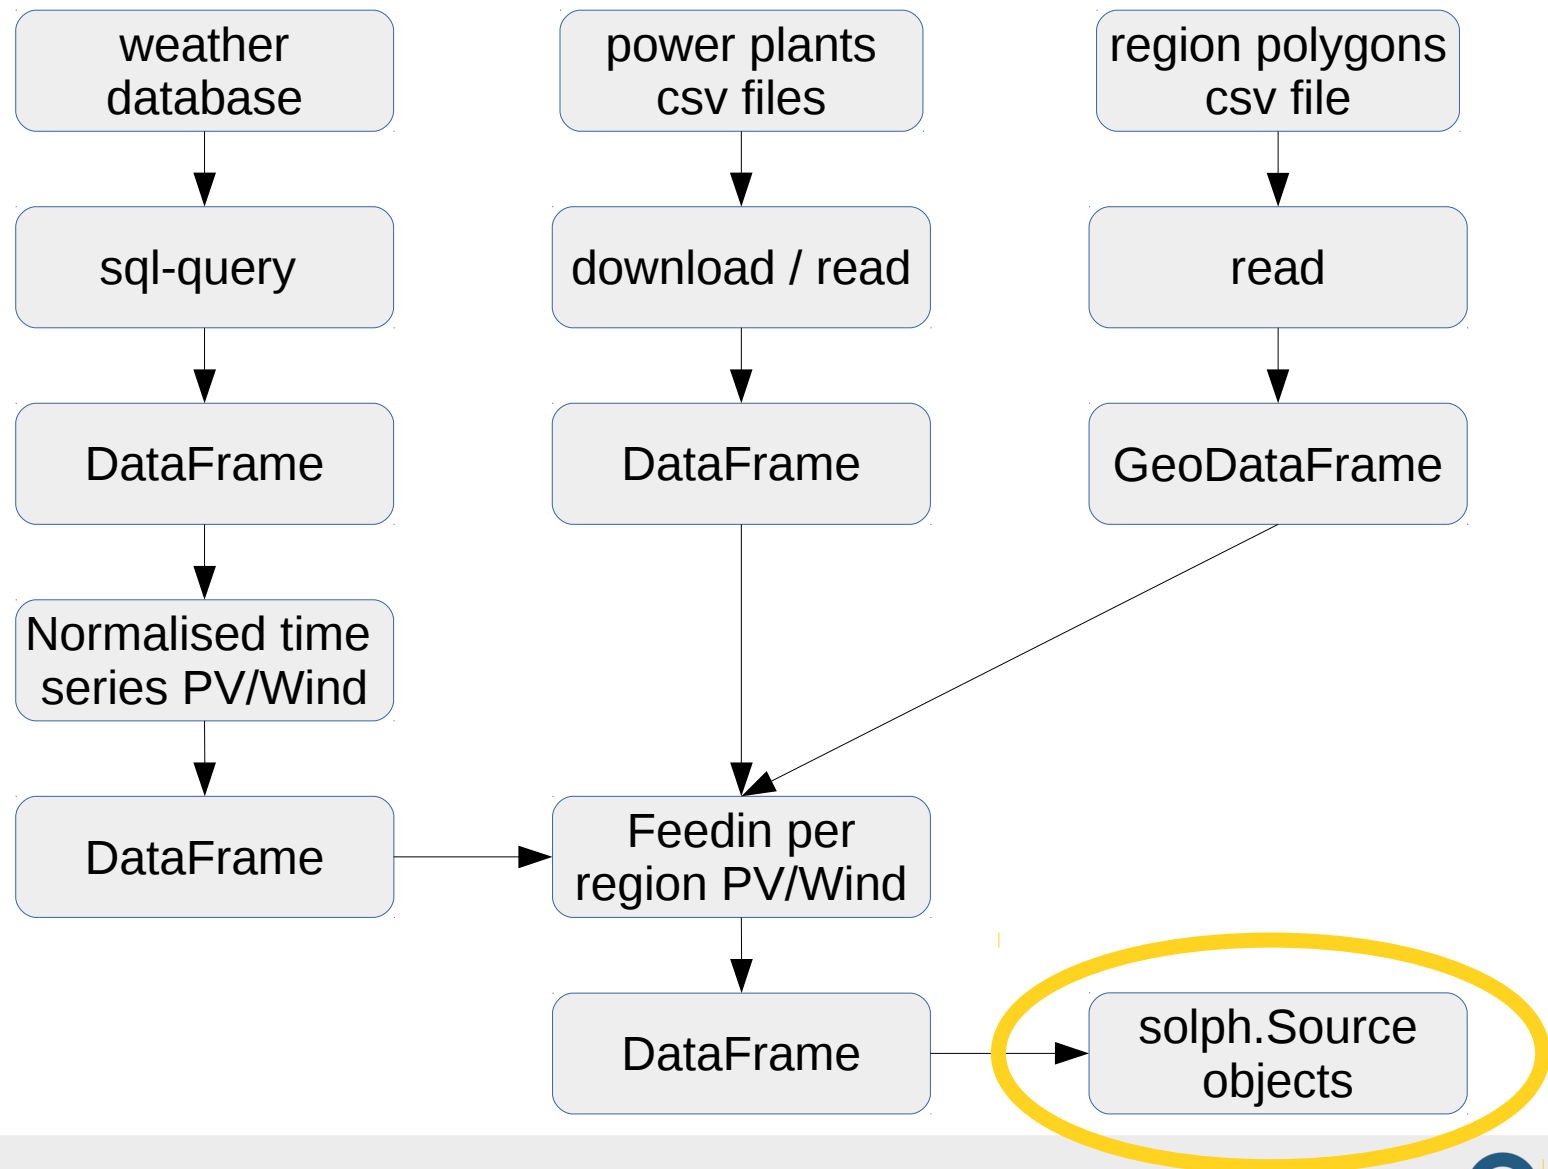 weather
database
power plants
csv files
region polygons
csv file
sql-query
download / read
read
DataFrame
DataFrame
GeoDataFrame
Normalised time
series PV/Wind
DataFrame
Feedin per
region PV/Wind
DataFrame
solph.Source
objects